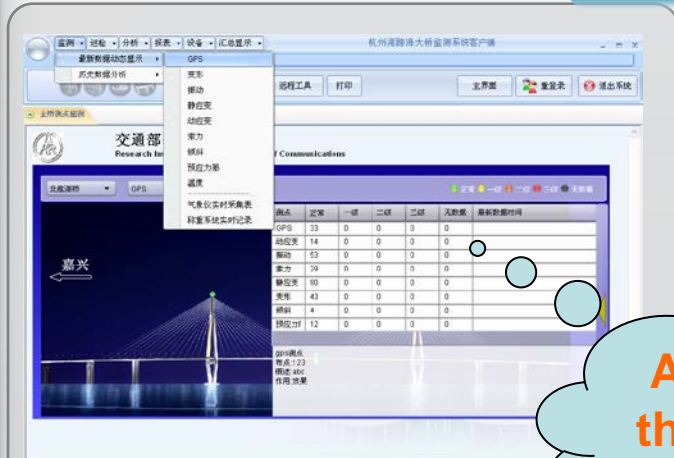 监测 巡检 分析 报表 设备 汇总显示
杭州湾跨海大桥监测系统客户端
最新数据动态显示 GPS
历史数据分析 变形
振动
静应变
动应变
索力
倾斜
预应力筋
温度
气象仪实时采集表
称重系统实时记录
远程工具 打印 主界面 重登录 退出系统
主桥测点监测
交通部
Research In
f Communications
北航道桥 GPS
正常 一级 二级 三级 无数据
测点 正常 一级 二级 三级 无数据 最新数据时间
GPS 33 0 0 0 0
动应变 14 0 0 0 0
振动 53 0 0 0 0
索力 39 0 0 0 0
静应变 90 0 0 0 0
变形 43 0 0 0 0
倾斜 4 0 0 0 0
预应力 12 0 0 0 0
嘉兴
gps测点
布点:123
概述:abc
作用:效果
A
th